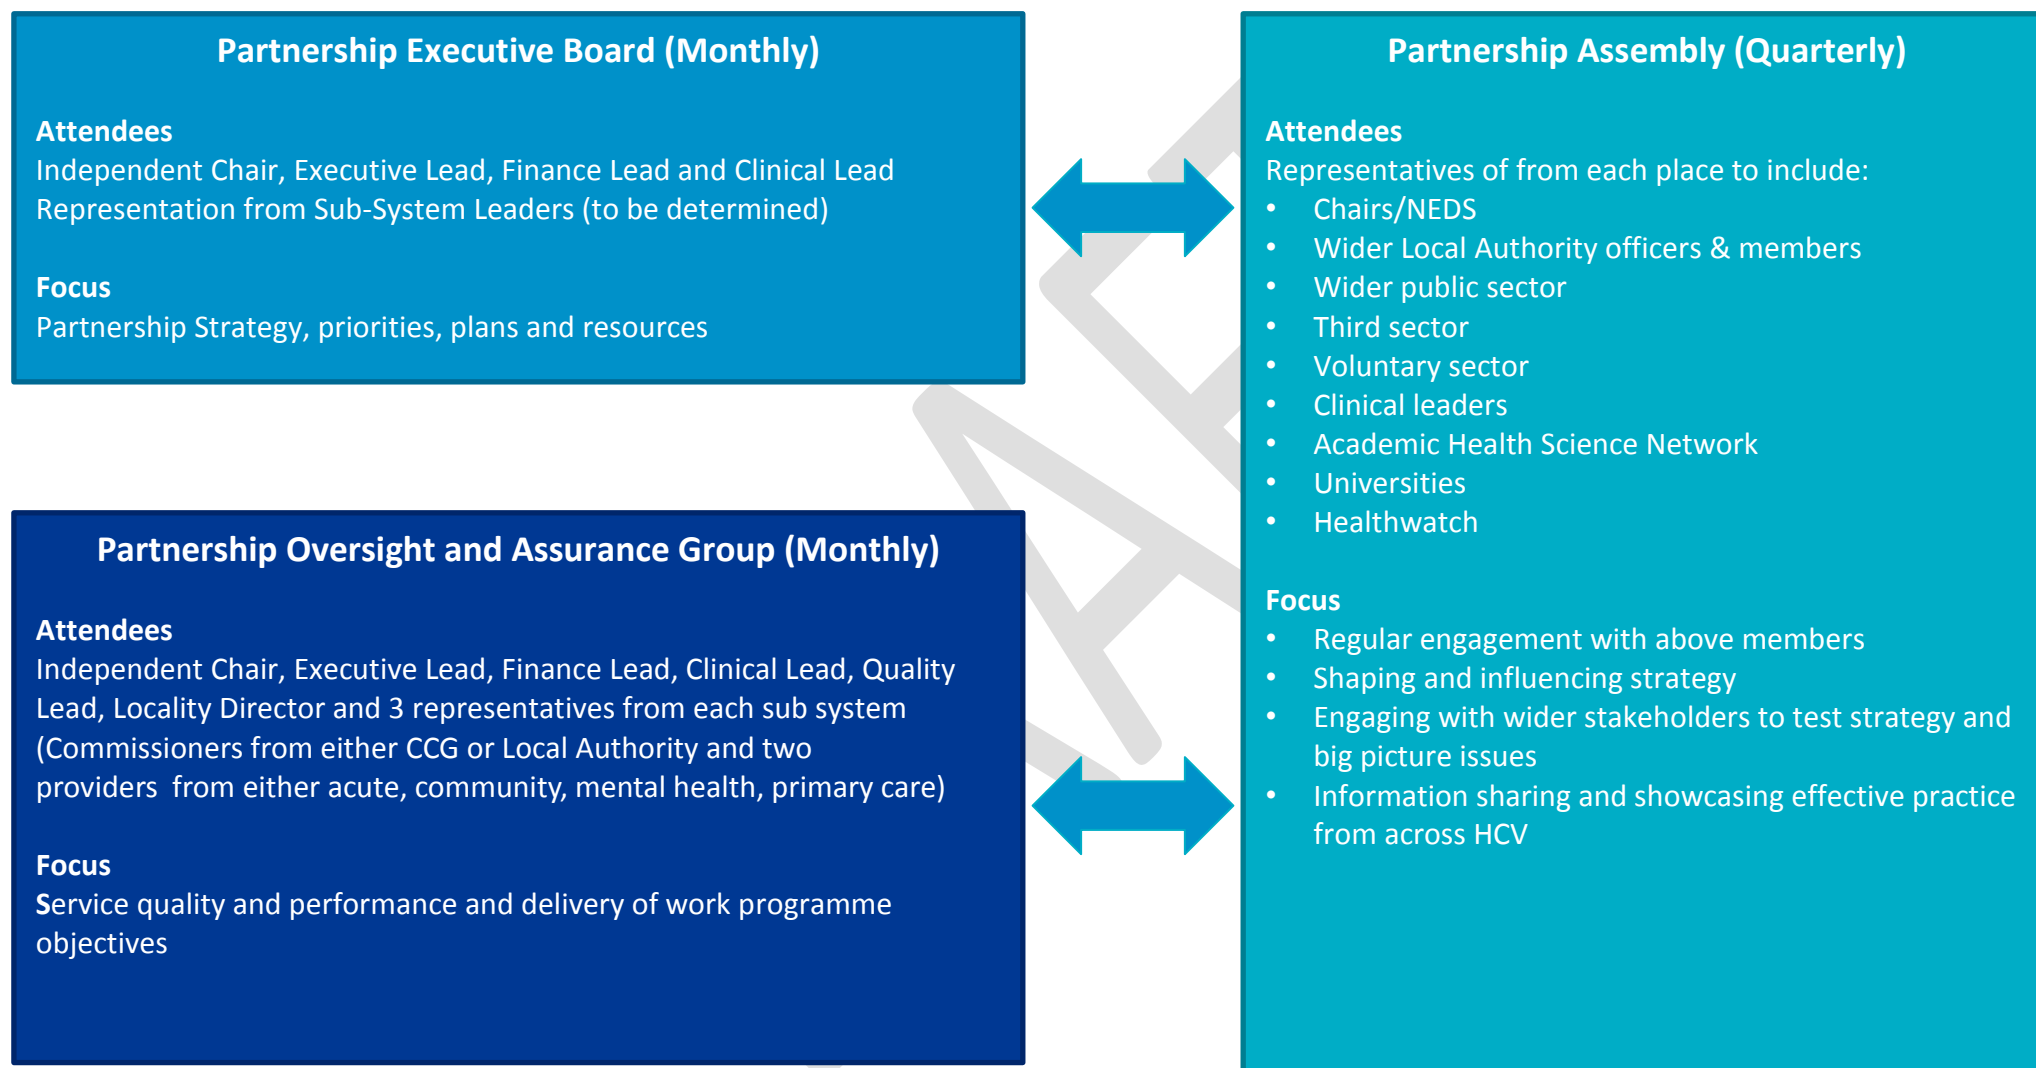 Partnership Executive Board (Monthly)
Attendees
Independent Chair, Executive Lead, Finance Lead and Clinical Lead
Representation from Sub-System Leaders (to be determined)
Focus
Partnership Strategy, priorities, plans and resources
Partnership Oversight and Assurance Group (Monthly)
Attendees
Independent Chair, Executive Lead, Finance Lead, Clinical Lead, Quality
Lead, Locality Director and 3 representatives from each sub system
(Commissioners from either CCG or Local Authority and two
providers  from either acute, community, mental health, primary care)
Focus
Service quality and performance and delivery of work programme
objectives
Partnership Assembly (Quarterly)
Attendees
Representatives of from each place to include:
• Chairs/NEDS
• Wider Local Authority officers & members
• Wider public sector
• Third sector
• Voluntary sector
• Clinical leaders
• Academic Health Science Network
• Universities
• Healthwatch
Focus
• Regular engagement with above members
• Shaping and influencing strategy
• Engaging with wider stakeholders to test strategy and
big picture issues
• Information sharing and showcasing effective practice
from across HCV